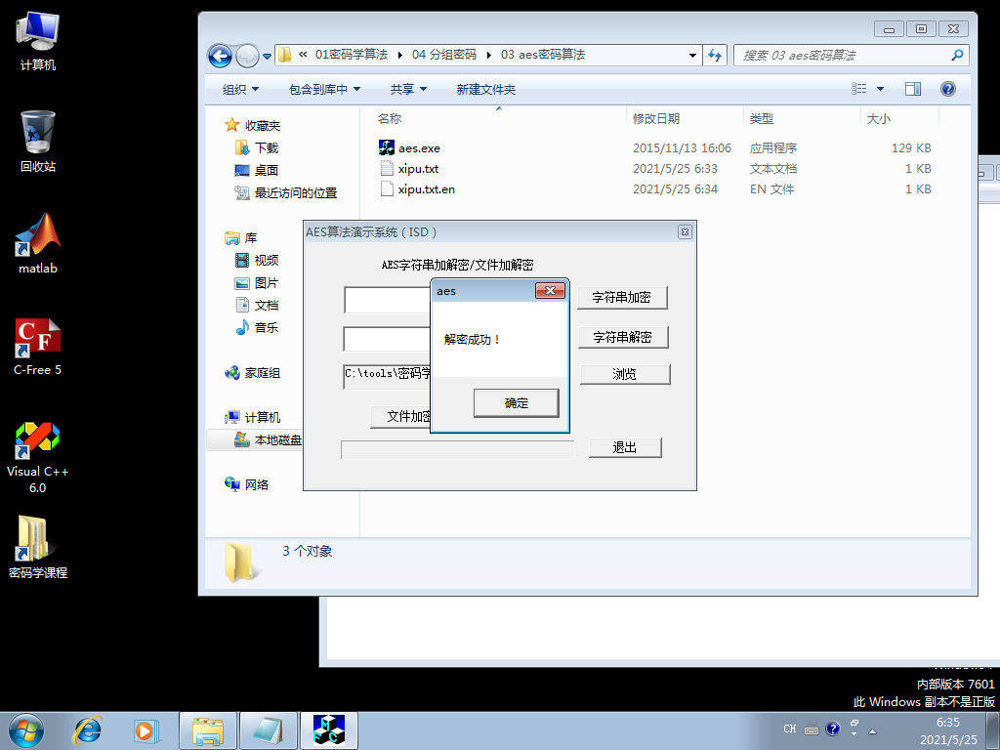 计算机
回收站
matlab
C-Free 5
Visual C++
6.0
密码学课程
« 01密码学算法 ▸ 04 分组密码 ▸ 03 aes密码算法
搜索 03 aes密码算法
组织 包含到库中 共享 新建文件夹
收藏夹
下载
桌面
最近访问的位置
库
视频
图片
文档
音乐
家庭组
计算机
本地磁盘
网络
名称 修改日期 类型 大小
aes.exe 2015/11/13 16:06 应用程序 129 KB
xipu.txt 2021/5/25 6:33 文本文档 1 KB
xipu.txt.en 2021/5/25 6:34 EN 文件 1 KB
AES算法演示系统 ( ISD )
AES字符串加解密/文件加解密
字符串加密
字符串解密
C:\tools\密码学
浏览
文件加密
退出
aes
解密成功！
确定
3 个对象
内部版本 7601
此 Windows 副本不是正版
CH
6:35
2021/5/25